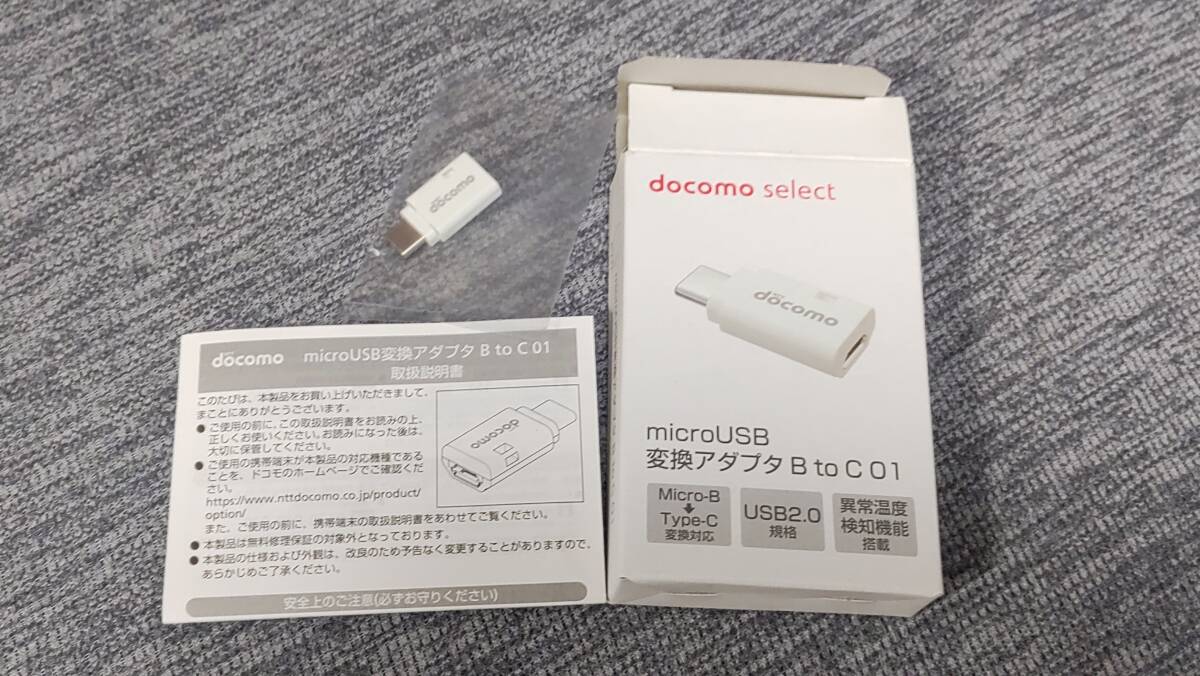 docomo
docomo microUSB変換アダプタ B to C 01
取扱説明書
このたびは、本製品をお買い上げいただきまして、
まことにありがとうございます。
● ご使用の前に、この取扱説明書をお読みの上、
正しくお使いください。お読みになった後は、
大切に保管してください。
● ご使用の携帯端末が本製品の対応機種である
ことを、ドコモのホームページでご確認くだ
さい。
https://www.nttdocomo.co.jp/product/
option/
また、ご使用の前に、携帯端末の取扱説明書をあわせてご覧ください。
● 本製品は無料修理保証の対象外となっております。
● 本製品の仕様および外観は、改良のため予告なく変更することがありますので、
あらかじめご了承ください。
安全上のご注意(必ずお守りください)
docomo
docomo select
docomo
microUSB
変換アダプタ B to C 01
Micro-B
Type-C
変換対応
USB2.0
規格
異常温度
検知機能
搭載